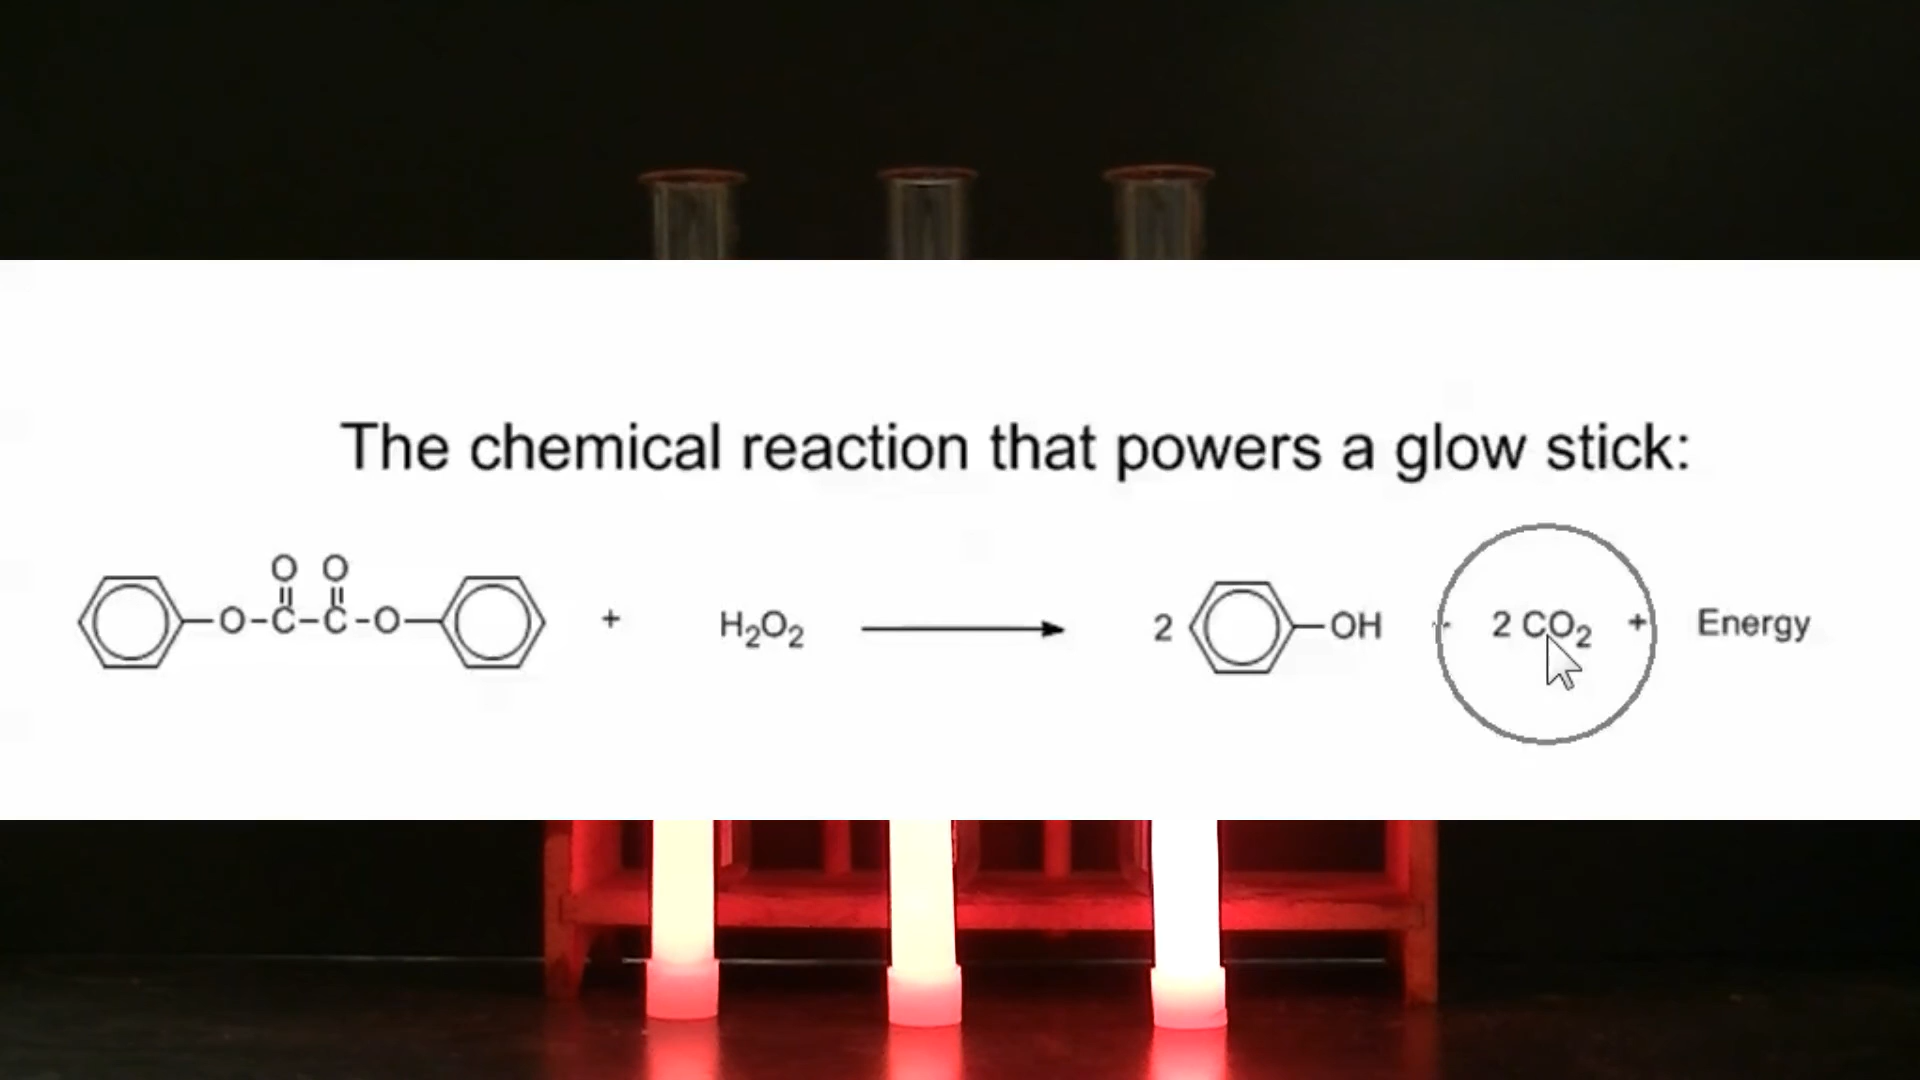 The chemical reaction that powers a glow stick:
O O
O-C-C-O + H₂O₂ 2 OH 2 CO₂ + Energy